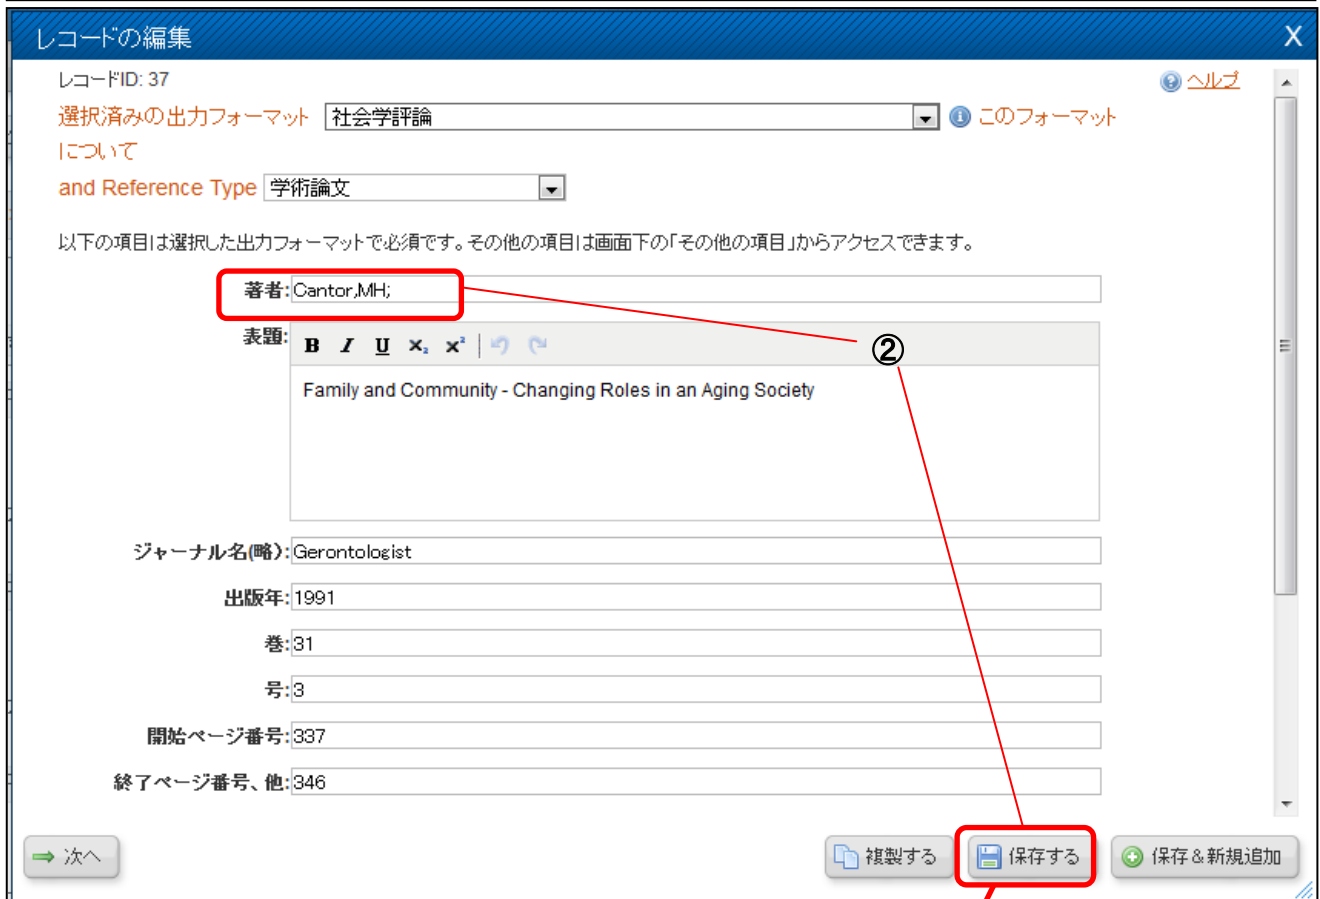 レコードの編集 X
レコードID: 37 ヘルプ
選択済みの出力フォーマット 社会学評論 このフォーマット
について
and Reference Type 学術論文
以下の項目は選択した出力フォーマットで必須です。その他の項目は画面下の「その他の項目」からアクセスできます。
著者: Cantor,MH;
表題: B I U ×₂ ×²
②
Family and Community - Changing Roles in an Aging Society
ジャーナル名(略): Gerontologist
出版年: 1991
巻: 31
号: 3
開始ページ番号: 337
終了ページ番号、他: 346
次へ 複製する 保存する 保存&新規追加